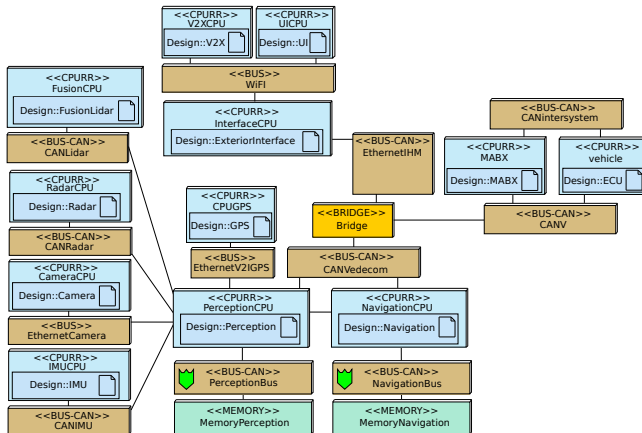 <<CPURR>>
V2XCPU
Design::V2X
<<CPURR>>
UICPU
Design::UI
<<BUS>>
WiFI
<<CPURR>>
InterfaceCPU
Design::ExteriorInterface
<<CPURR>>
FusionCPU
Design::FusionLidar
<<BUS-CAN>>
CANLidar
<<BUS-CAN>>
EthernetIHM
<<BUS-CAN>>
CANintersystem
<<CPURR>>
MABX
Design::MABX
<<CPURR>>
vehicle
Design::ECU
<<BUS-CAN>>
CANV
<<CPURR>>
RadarCPU
Design::Radar
<<BUS-CAN>>
CANRadar
<<CPURR>>
CPUGPS
Design::GPS
<<BUS>>
EthernetV2IGPS
<<BRIDGE>>
Bridge
<<BUS-CAN>>
CANVedecom
<<CPURR>>
CameraCPU
Design::Camera
<<BUS>>
EthernetCamera
<<CPURR>>
PerceptionCPU
Design::Perception
<<CPURR>>
NavigationCPU
Design::Navigation
<<CPURR>>
IMUCPU
Design::IMU
<<BUS-CAN>>
CANIMU
<<BUS-CAN>>
PerceptionBus
<<BUS-CAN>>
NavigationBus
<<MEMORY>>
MemoryPerception
<<MEMORY>>
MemoryNavigation